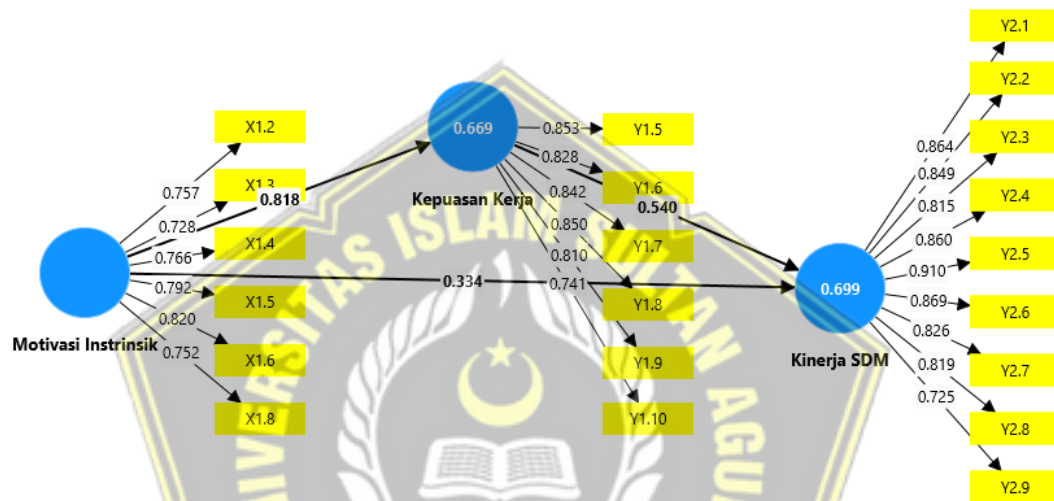 Y2.1
Y2.2
Y2.3
Y2.4
Y2.5
Y2.6
Y2.7
Y2.8
Y2.9
0.864
0.849
0.815
0.860
0.910
0.869
0.826
0.819
0.725
X1.2
X1.3
X1.4
X1.5
X1.6
X1.8
0.757
0.728
0.766
0.792
0.820
0.752
0.818
0.669
Kepuasan Kerja
0.853
0.828
0.842
0.850
0.810
0.741
Y1.5
Y1.6
Y1.7
Y1.8
Y1.9
Y1.10
0.540
0.334
0.699
Motivasi Instrinsik
Kinerja SDM
UNIVERSITAS ISLAM SULTAN AGUN